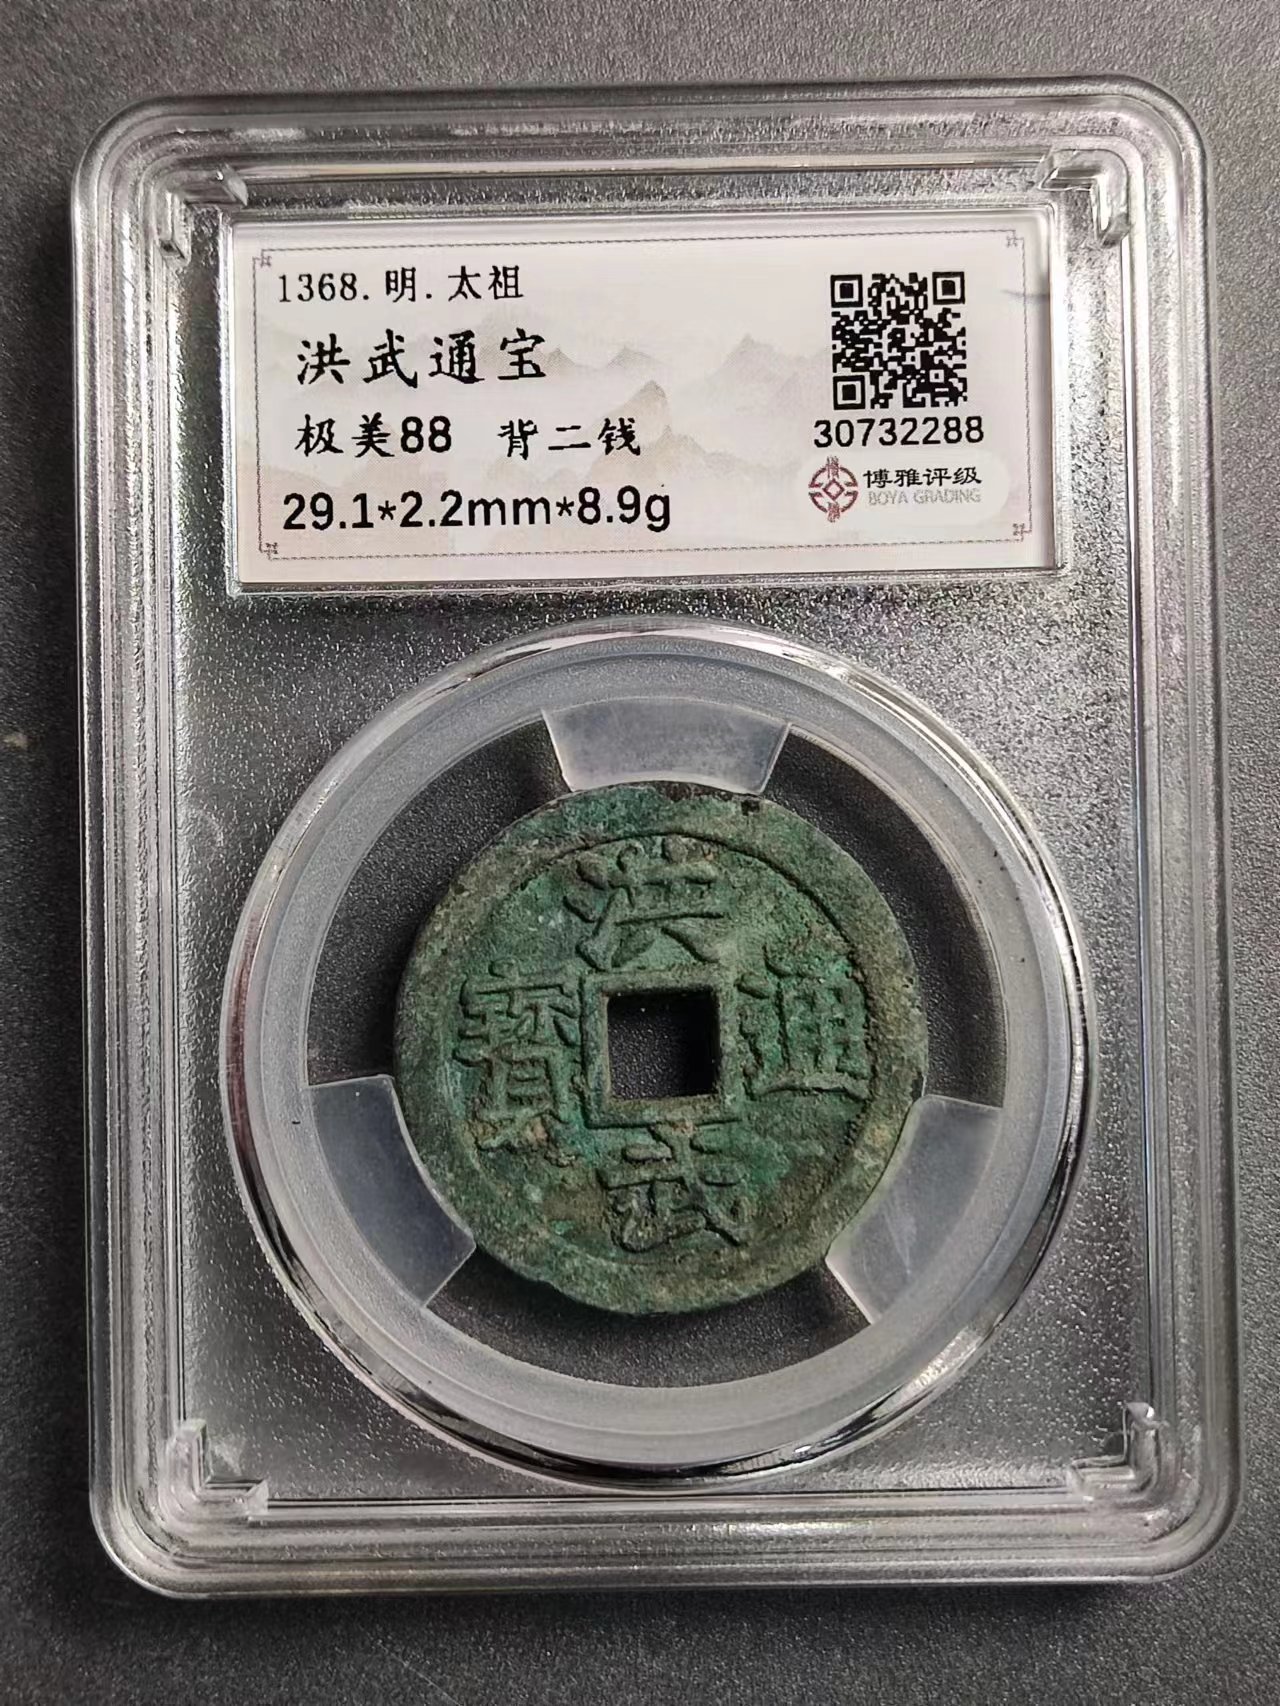 1368.明.太祖
洪武通宝
极美88 背二钱
29.1*2.2mm*8.9g
30732288
博雅评级
BOYA GRADING
洪武通寶